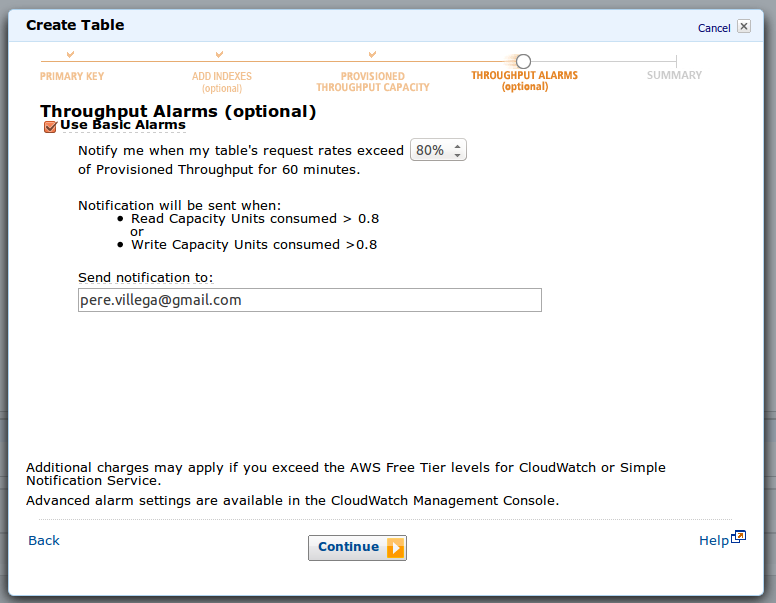 Create Table
Cancel
PRIMARY KEY
ADD INDEXES
(optional)
PROVISIONED
THROUGHPUT CAPACITY
THROUGHPUT ALARMS
(optional)
SUMMARY
Throughput Alarms (optional)
Use Basic Alarms
Notify me when my table's request rates exceed 80%
of Provisioned Throughput for 60 minutes.
Notification will be sent when:
• Read Capacity Units consumed > 0.8
or
• Write Capacity Units consumed >0.8
Send notification to:
pere.villega@gmail.com
Additional charges may apply if you exceed the AWS Free Tier levels for CloudWatch or Simple
Notification Service.
Advanced alarm settings are available in the CloudWatch Management Console.
Back
Continue
Help